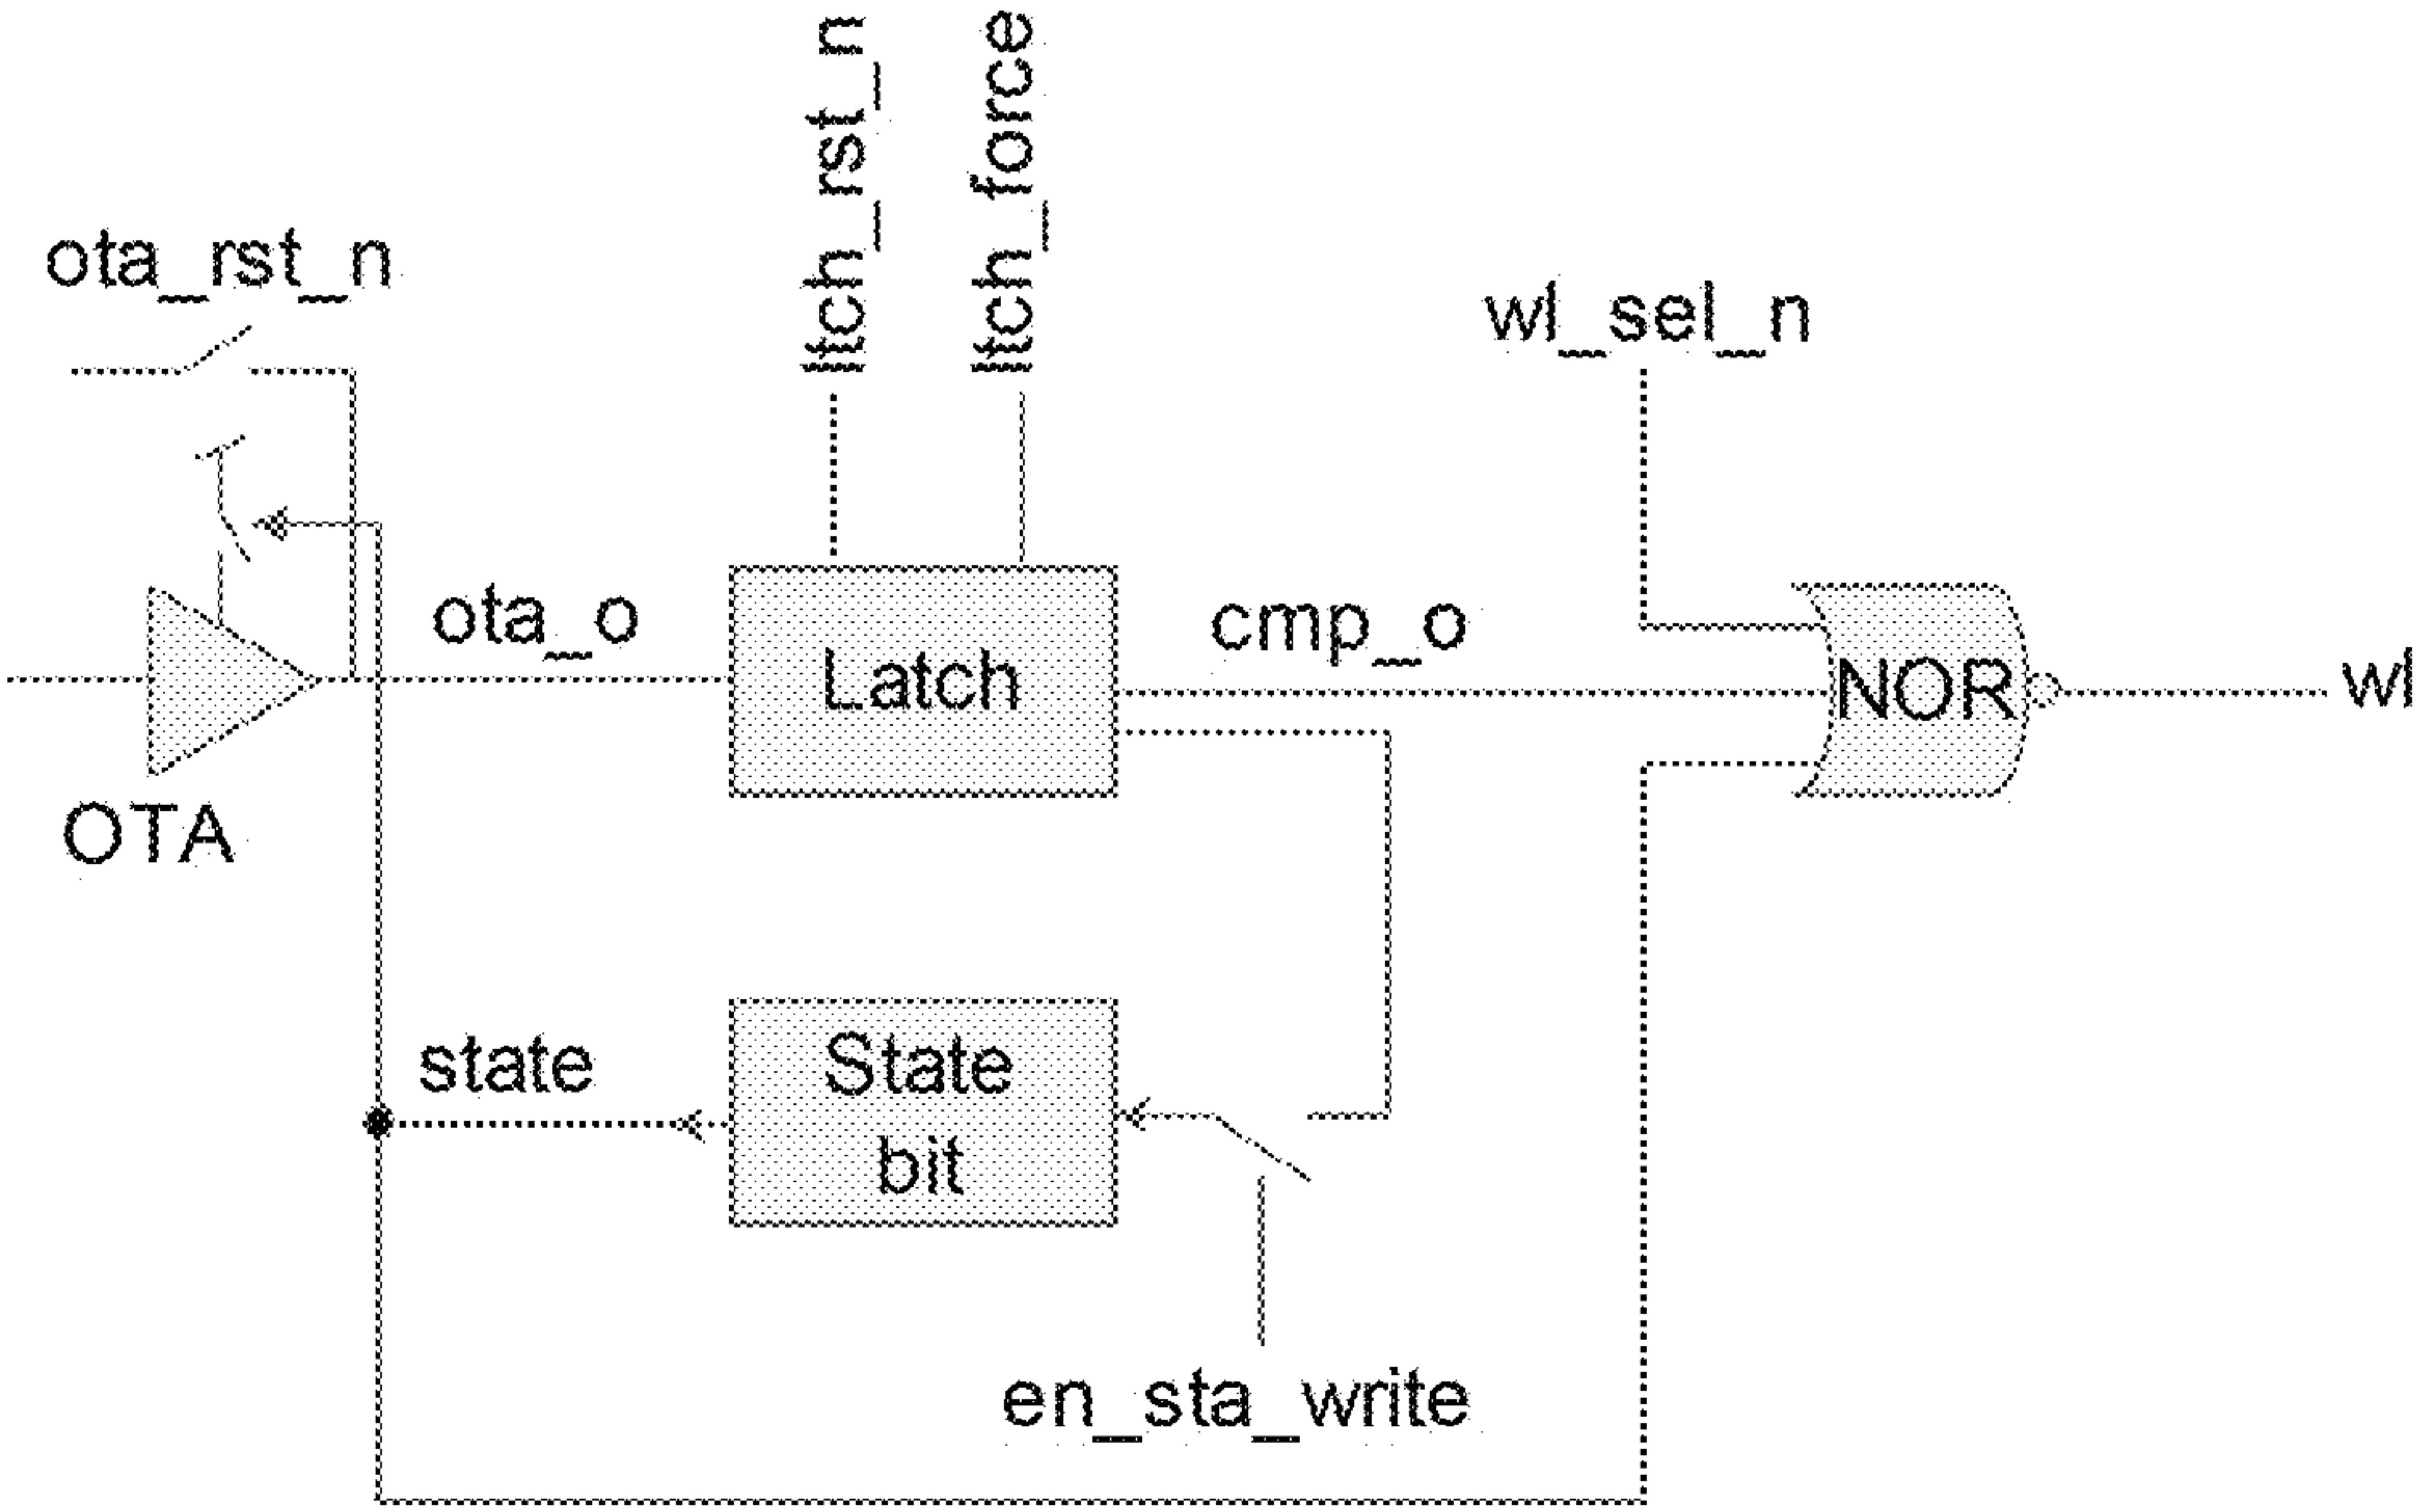 ltch_rst_n
ltch_force
ota_rst_n
wl_sel_n
ota_o
cmp_o
Latch
NOR
wl
OTA
state
State
bit
en_sta_write